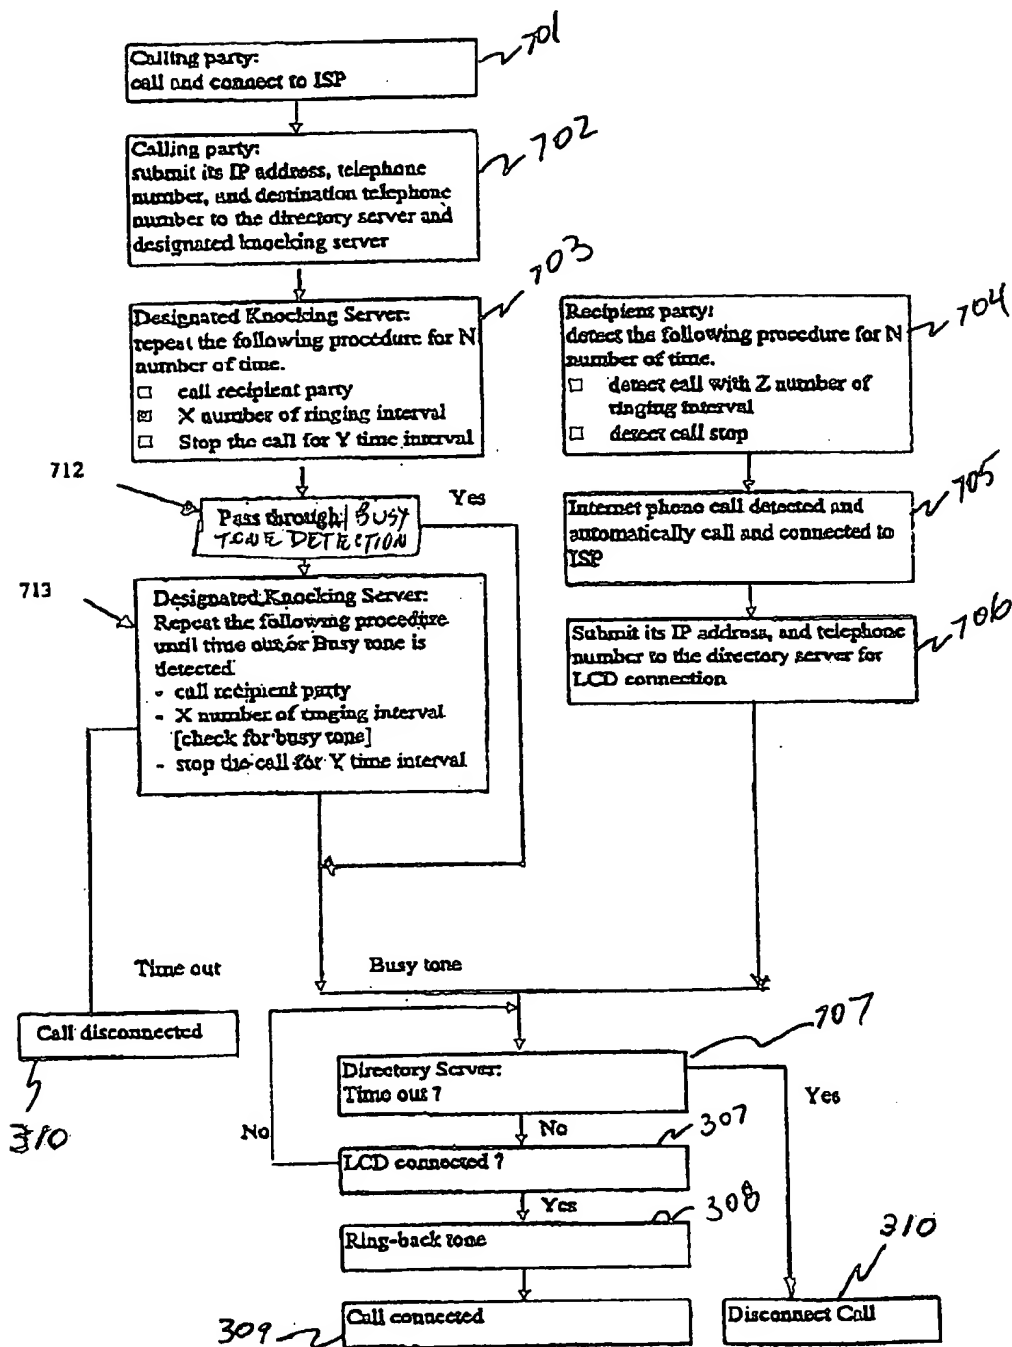 701
Calling party:
call and connect to ISP
702
Calling party:
submit its IP address, telephone
number, and destination telephone
number to the directory server and
designated knocking server
703
Designated Knocking Server:
repeat the following procedure for N
number of time.
call recipient party
X number of ringing interval
Stop the call for Y time interval
704
Recipient party:
detect the following procedure for N
number of time.
detect call with Z number of
ringing interval
detect call stop
712
Yes
Pass through/ BUSY
TONE DETECTION
705
Internet phone call detected and
automatically call and connected to
ISP
713
Designated Knocking Server:
Repeat the following procedure
until time out or Busy tone is
detected
- call recipient party
- X number of ringing interval
[check for busy tone]
- stop the call for Y time interval
706
Submit its IP address, and telephone
number to the directory server for
LCD connection
Time out
Busy tone
Call disconnected
310
707
Directory Server:
Time out ?
Yes
No
No
307
LCD connected ?
Yes
308
Ring-back tone
310
309
Call connected
Disconnect Call